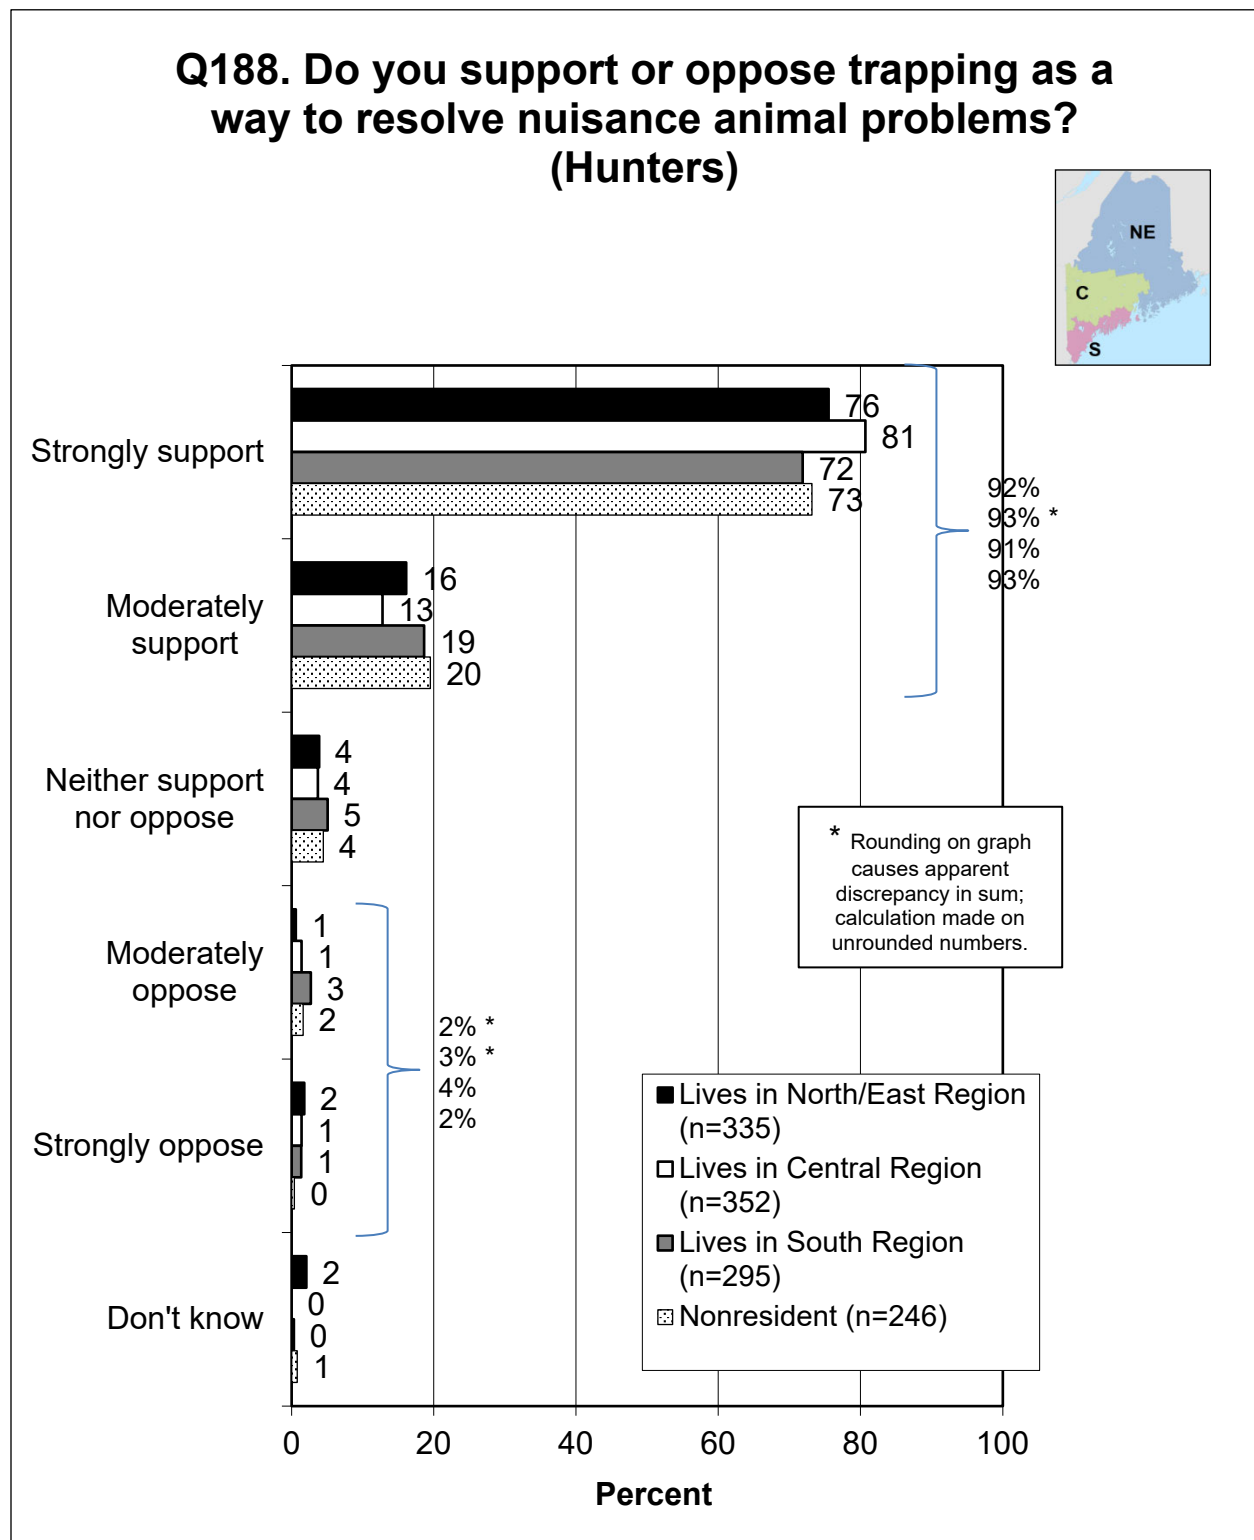 Q188. Do you support or oppose trapping as a
way to resolve nuisance animal problems?
(Hunters)
NE
C
S
Strongly support
76
81
72
73
92%
93% *
91%
93%
Moderately
support
16
13
19
20
Neither support
nor oppose
4
4
5
4
* Rounding on graph
causes apparent
discrepancy in sum;
calculation made on
unrounded numbers.
Moderately
oppose
1
1
3
2
2% *
3% *
4%
2%
Strongly oppose
2
1
1
0
Don't know
2
0
0
1
Lives in North/East Region
(n=335)
Lives in Central Region
(n=352)
Lives in South Region
(n=295)
Nonresident (n=246)
0 20 40 60 80 100
Percent